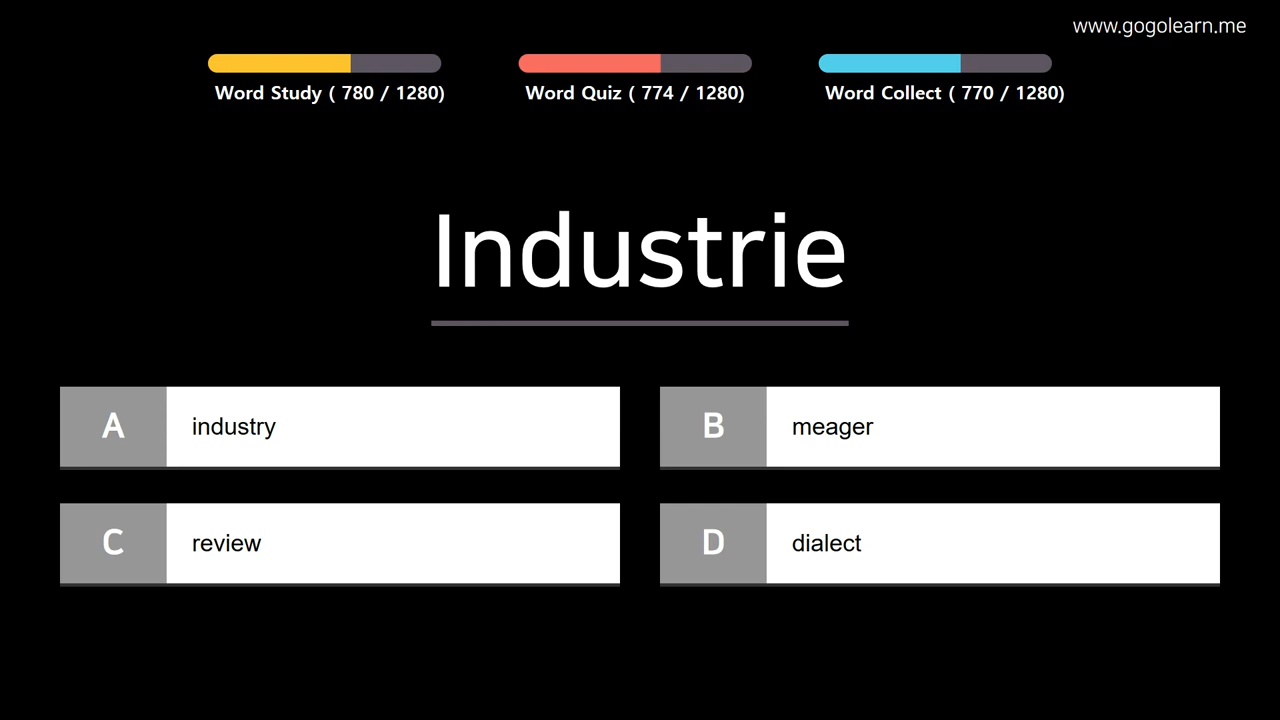 www.gogolearn.me
Word Study ( 780 / 1280)
Word Quiz ( 774 / 1280)
Word Collect ( 770 / 1280)
Industrie
A industry
B meager
C review
D dialect